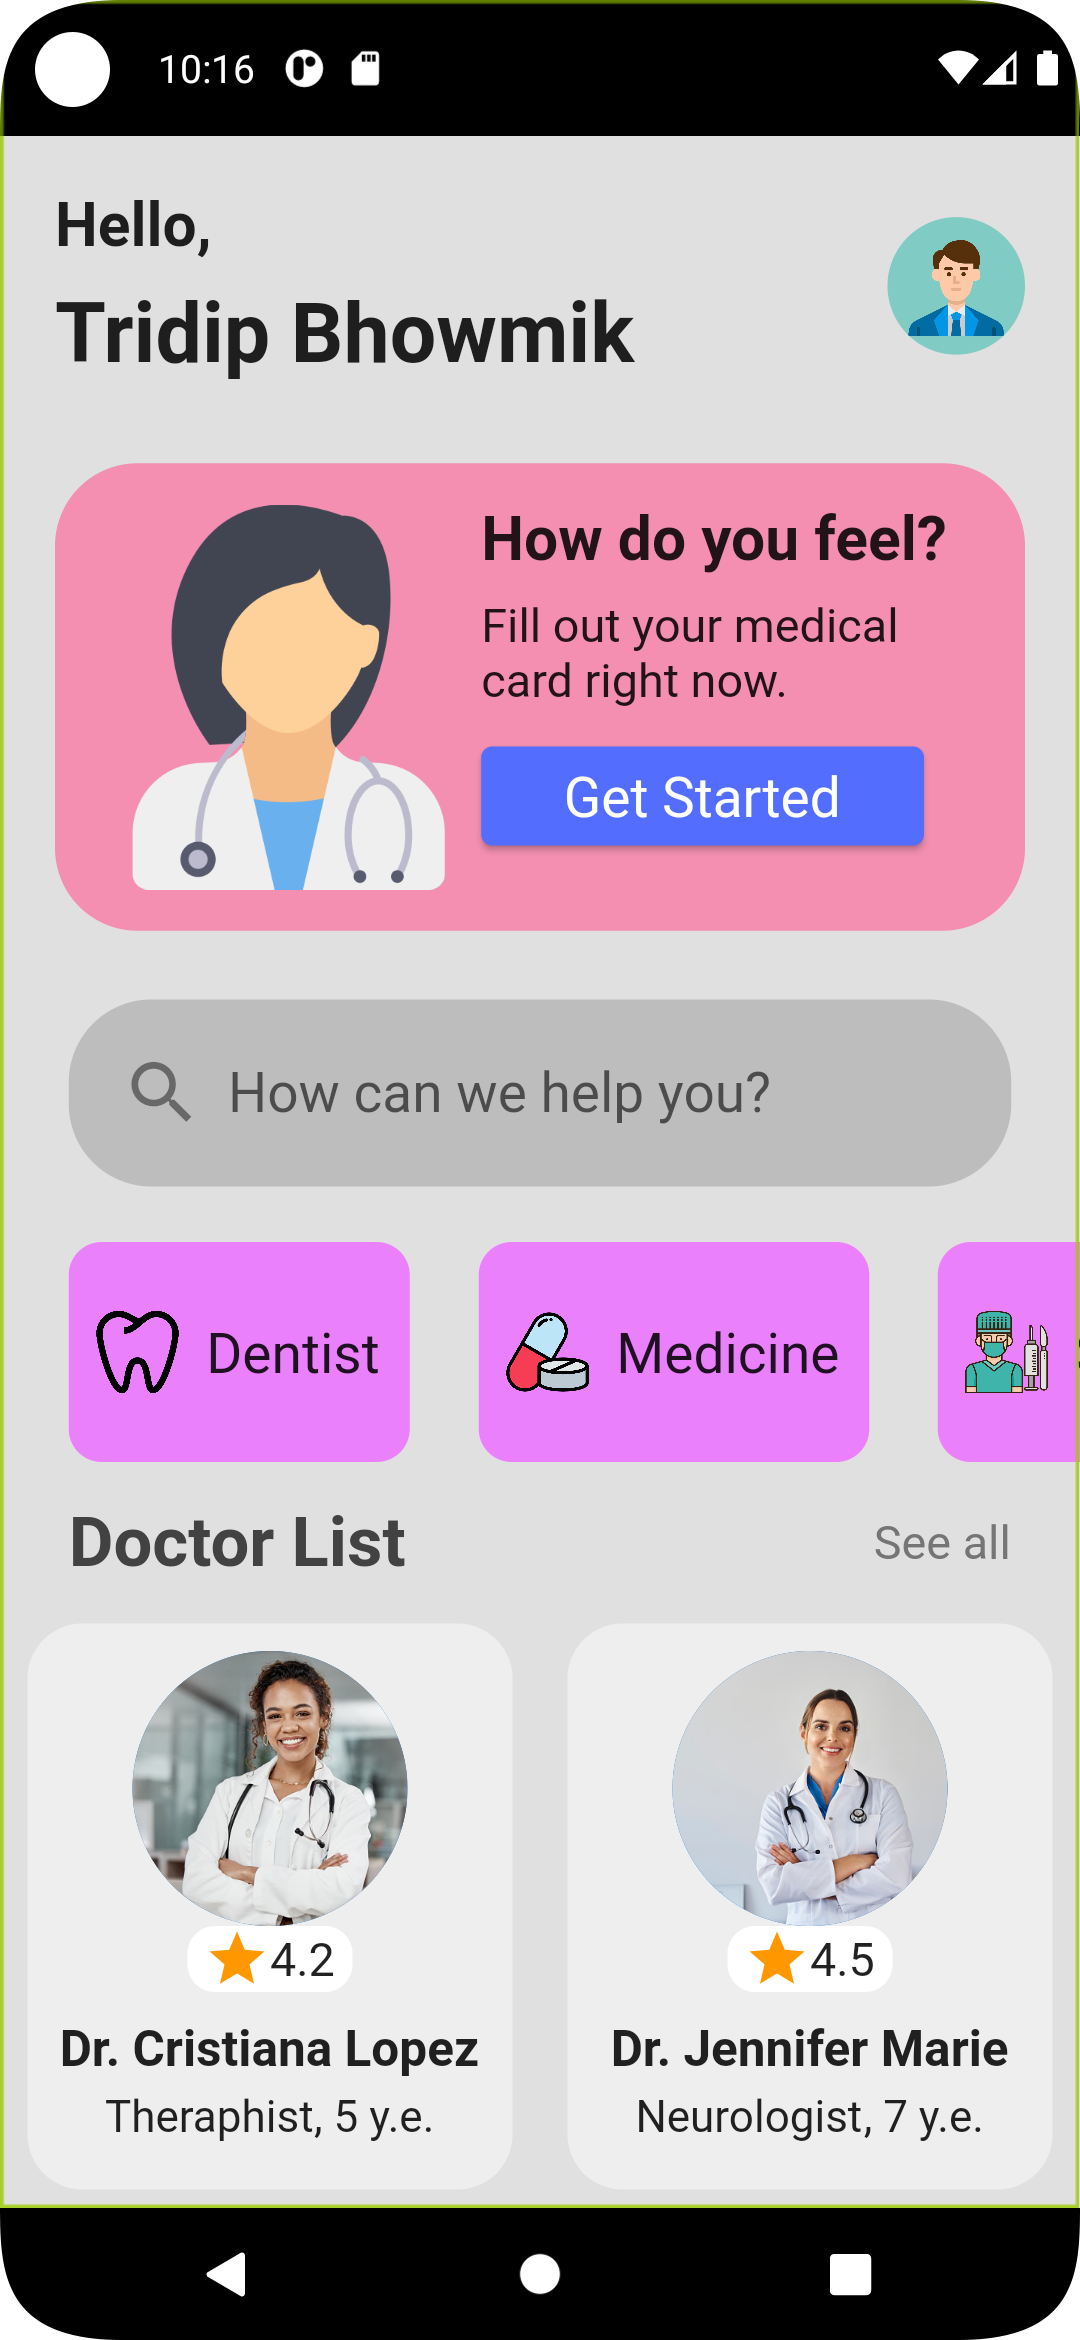 10:16
Hello,
Tridip Bhowmik
How do you feel?
Fill out your medical
card right now.
Get Started
How can we help you?
Dentist
Medicine
Doctor List
See all
4.2
4.5
Dr. Cristiana Lopez
Dr. Jennifer Marie
Theraphist, 5 y.e.
Neurologist, 7 y.e.